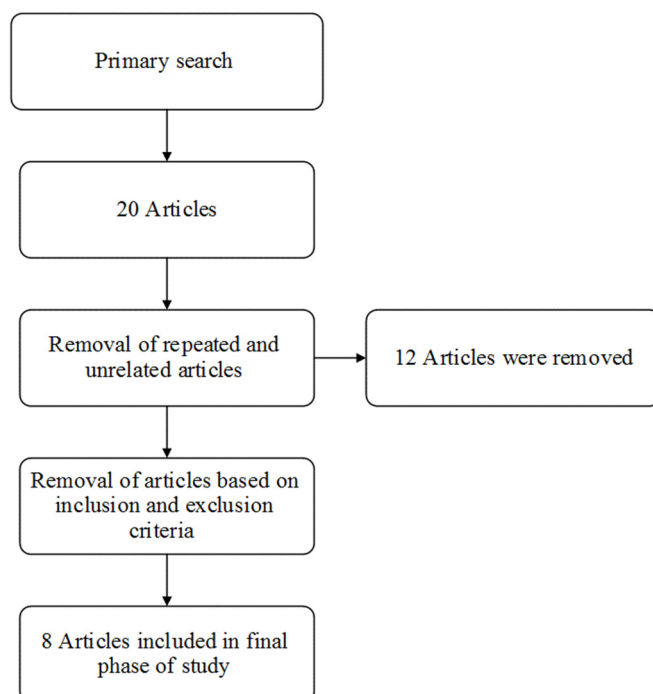 Primary search
20 Articles
Removal of repeated and
unrelated articles
12 Articles were removed
Removal of articles based on
inclusion and exclusion
criteria
8 Articles included in final
phase of study